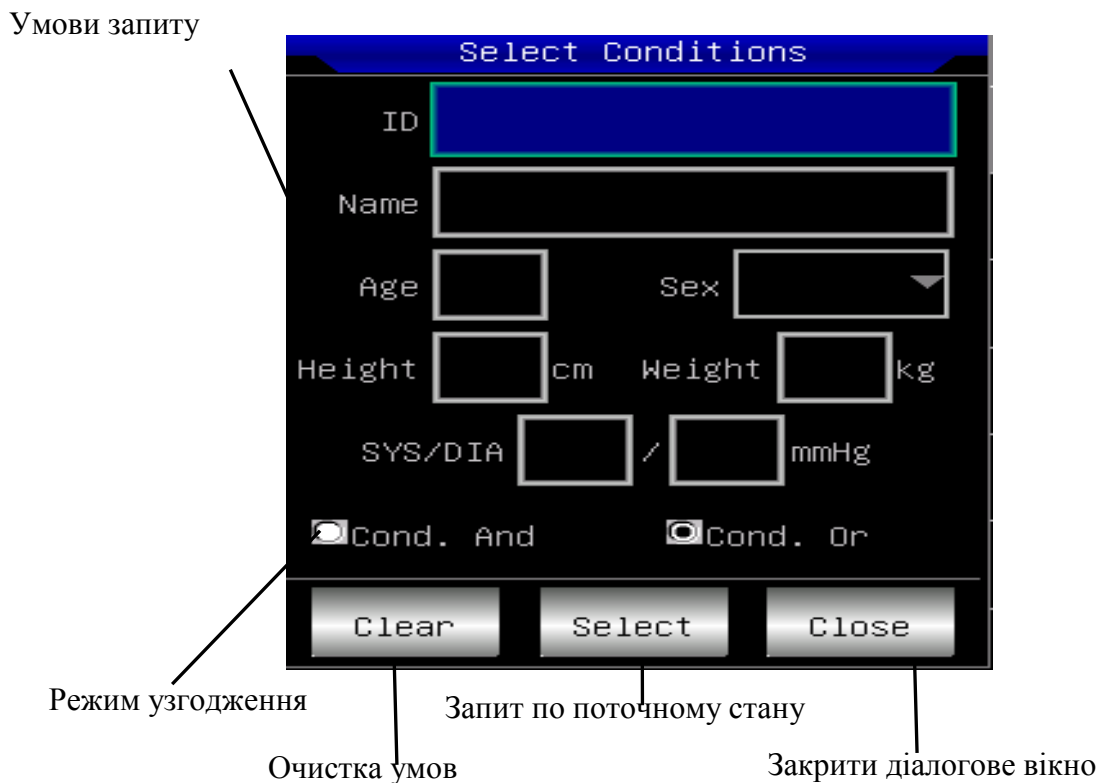 Умови запиту
Select Conditions
ID
Name
Age Sex
Height cm Weight kg
SYS/DIA / mmHg
Cond. And Cond. Or
Clear Select Close
Режим узгодження
Запит по поточному стану
Очистка умов
Закрити діалогове вікно